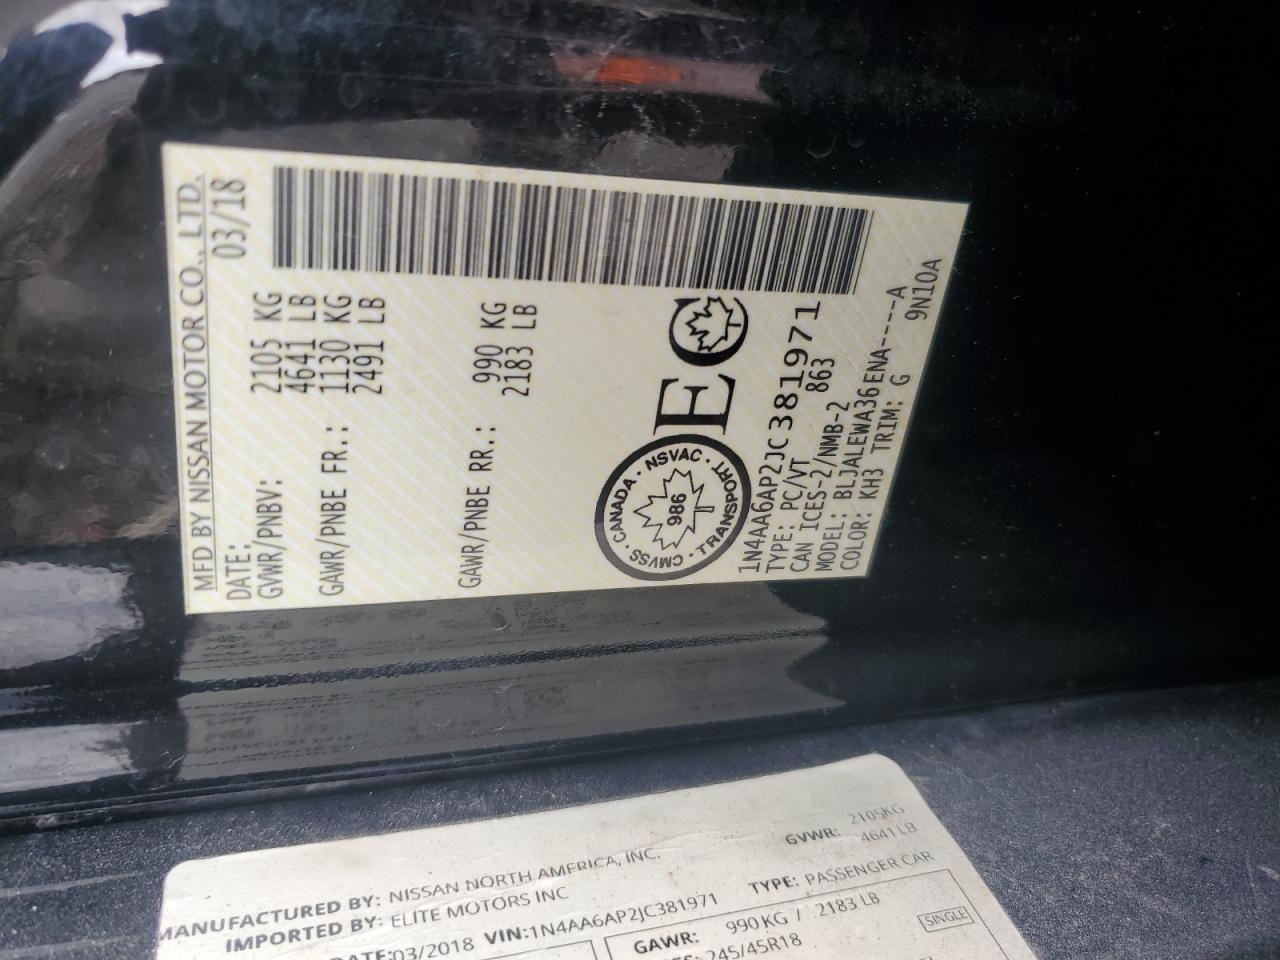 MFD BY NISSAN MOTOR CO., LTD.
DATE: 03/18
GVWR/PNBV: 2105 KG
4641 LB
GAWR/PNBE FR.: 1130 KG
2491 LB
GAWR/PNBE RR.: 990 KG
2183 LB
CANADA · NSVAC · TRANSPORT · CMVSS ·
986
EC
1N4AA6AP2JC381971
TYPE: PC/VT 863
CAN ICES-2/NMB-2
MODEL: BLJALEWA36ENA----A
COLOR: KH3 TRIM: G 9N10A
MANUFACTURED BY: NISSAN NORTH AMERICA, INC. GVWR: 2105KG
IMPORTED BY: ELITE MOTORS INC 4641LB
DATE:03/2018 VIN:1N4AA6AP2JC381971 TYPE: PASSENGER CAR
GAWR: 990KG / 2183 LB SINGLE
245/45R18